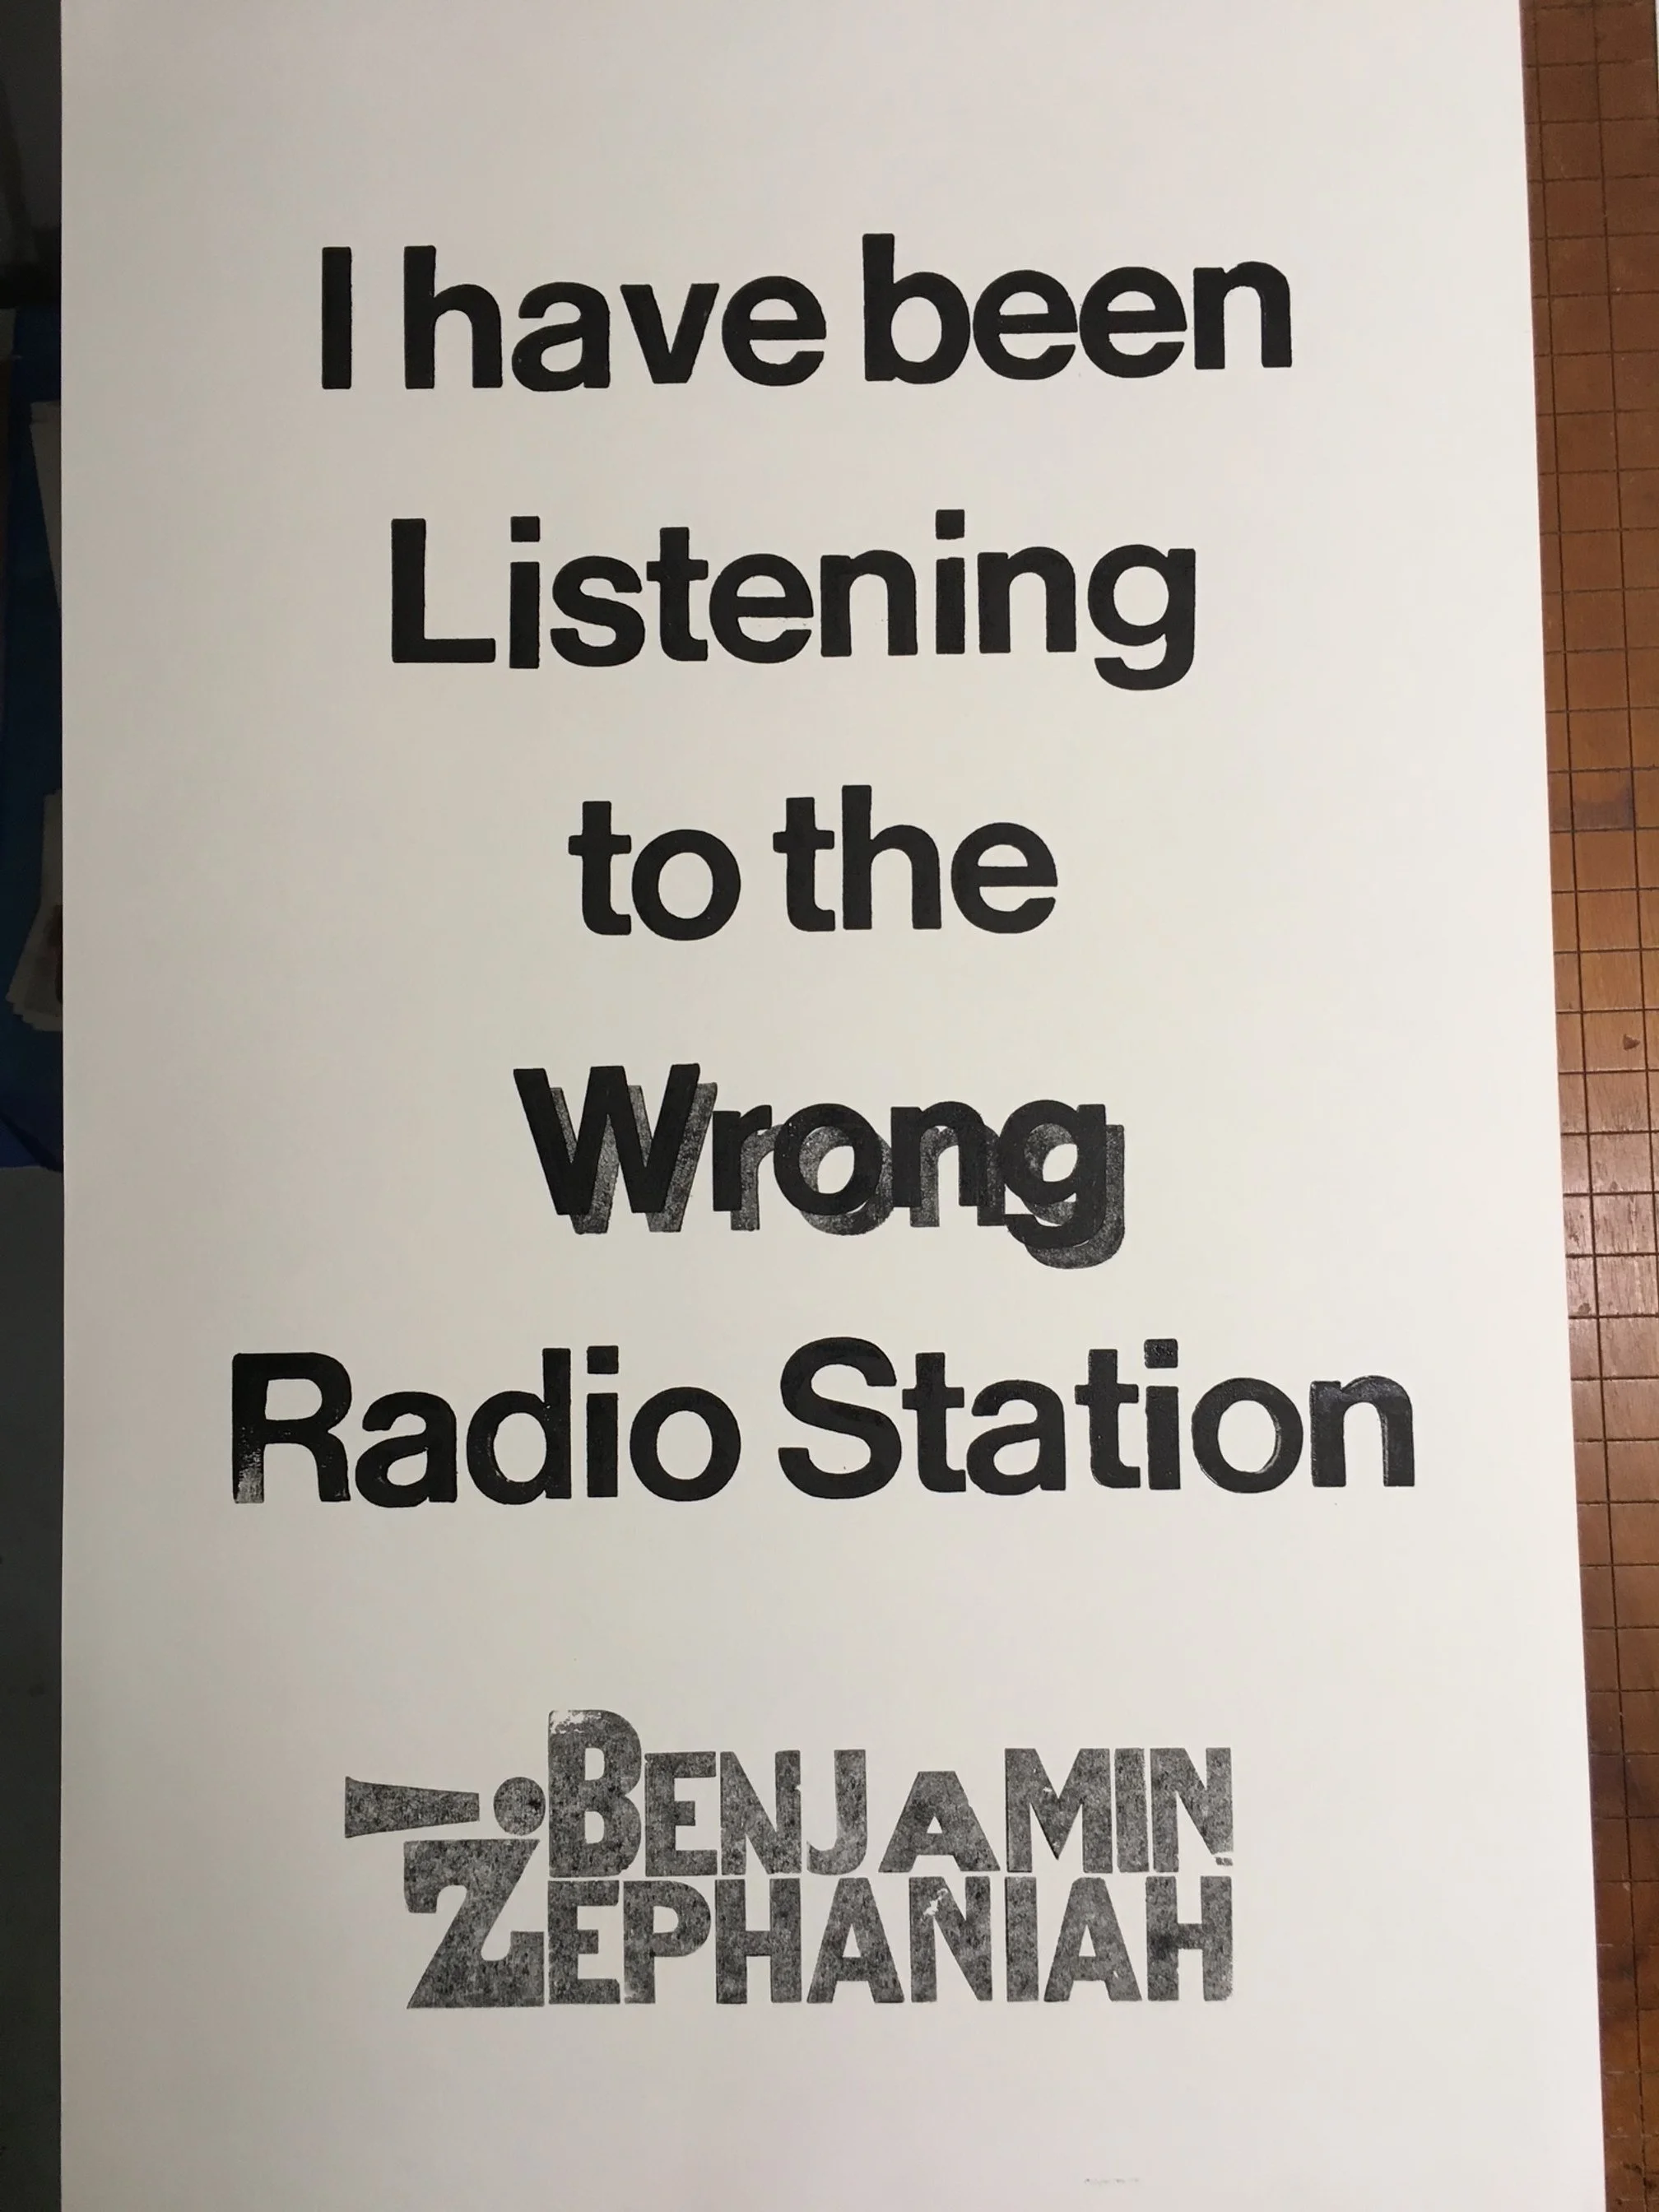 I have been
Listening
to the
Wrong
Radio Station
BENJAMIN
ZEPHANIAH